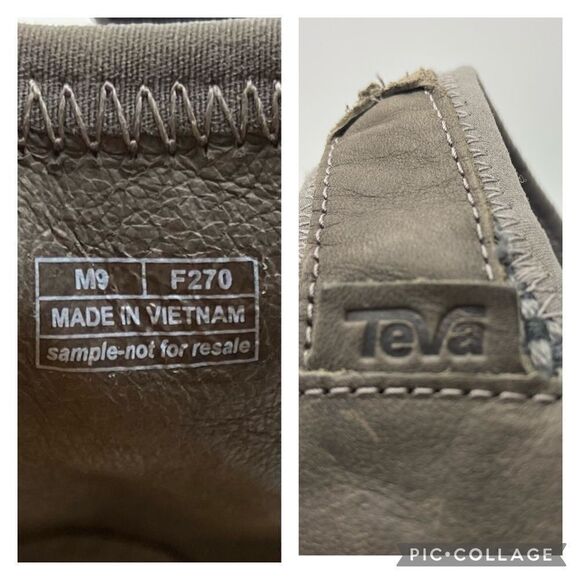 M9 F270
MADE IN VIETNAM
sample-not for resale
Teva
PIC•COLLAGE